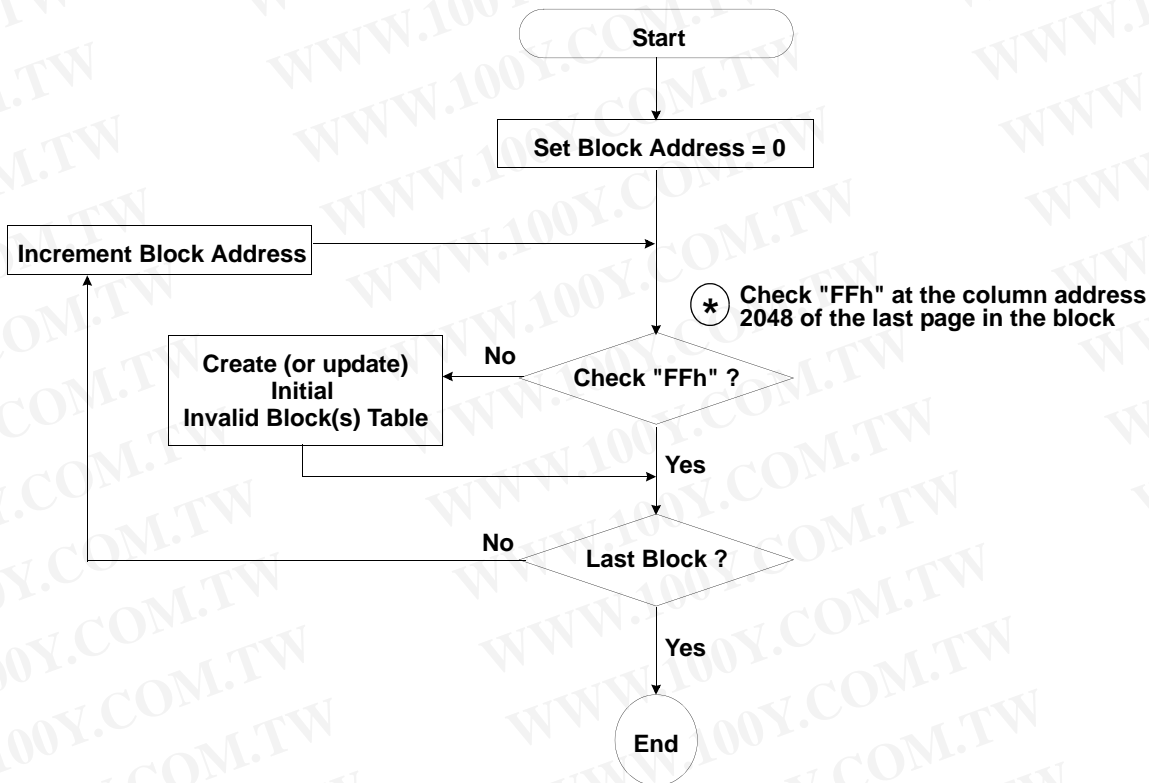 Start
Set Block Address = 0
Increment Block Address
* Check "FFh" at the column address
2048 of the last page in the block
No
Create (or update)
Initial
Invalid Block(s) Table
Check "FFh" ?
Yes
No
Last Block ?
Yes
End
WWW.100Y.COM.TW